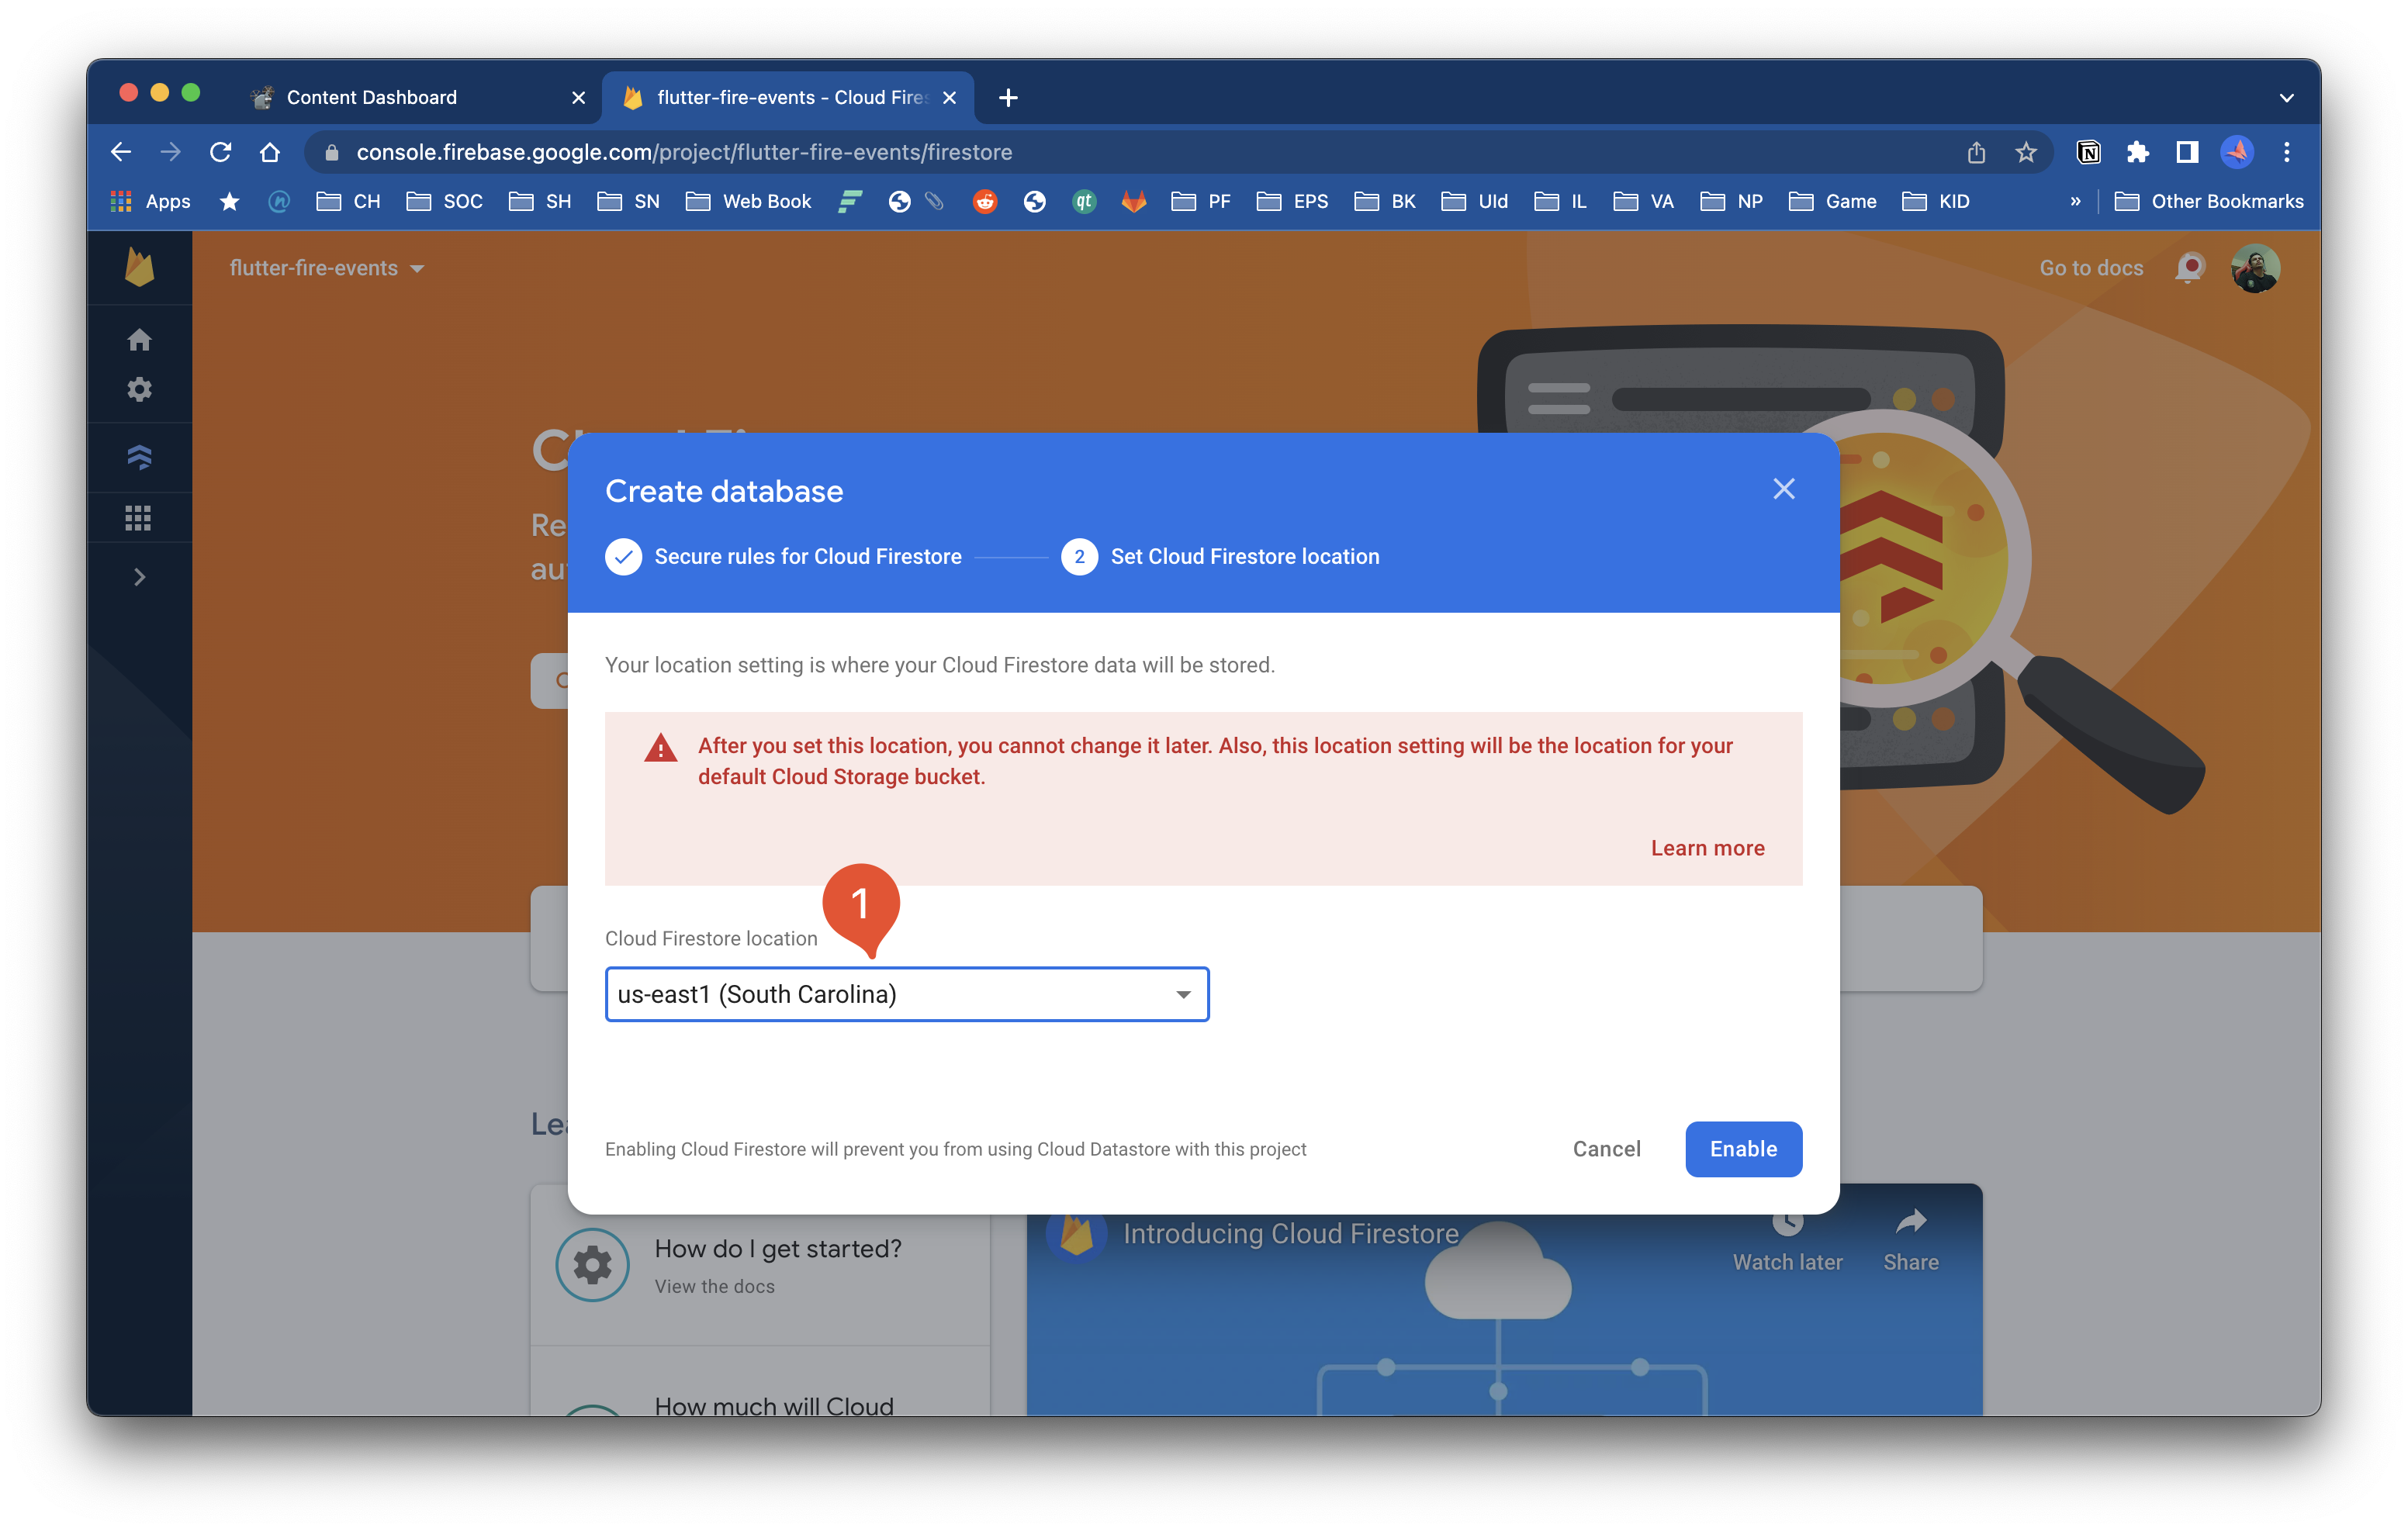 Content Dashboard
flutter-fire-events - Cloud Fires
console.firebase.google.com/project/flutter-fire-events/firestore
Apps
CH
SOC
SH
SN
Web Book
qt
PF
EPS
BK
UId
IL
VA
NP
Game
KID
»
Other Bookmarks
flutter-fire-events
Go to docs
Create database
Secure rules for Cloud Firestore
2
Set Cloud Firestore location
Your location setting is where your Cloud Firestore data will be stored.
After you set this location, you cannot change it later. Also, this location setting will be the location for your
default Cloud Storage bucket.
Learn more
1
Cloud Firestore location
us-east1 (South Carolina)
Enabling Cloud Firestore will prevent you from using Cloud Datastore with this project
Cancel
Enable
How do I get started?
View the docs
How much will Cloud
Introducing Cloud Firestore
Watch later
Share